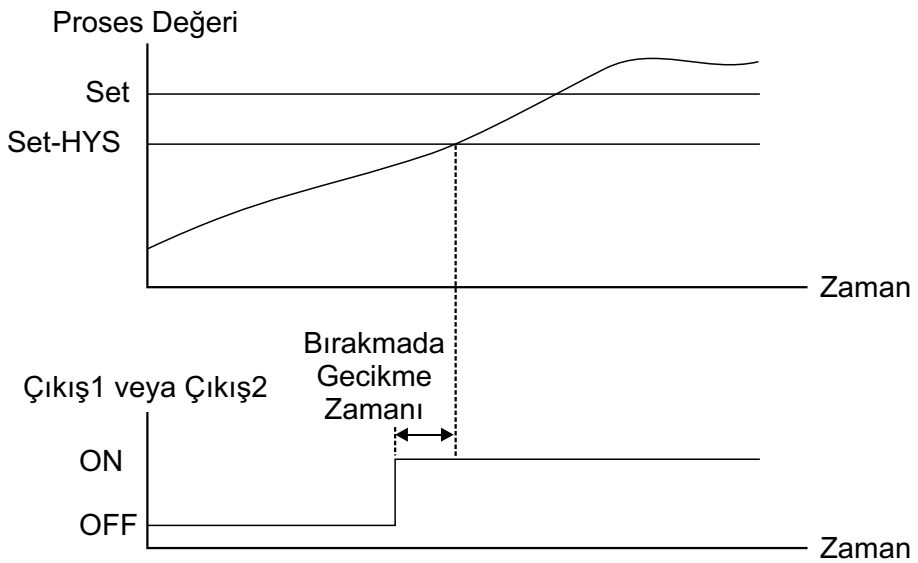 Proses Değeri
Set
Set-HYS
Zaman
Bırakmada
Gecikme
Zamanı
Çıkış1 veya Çıkış2
ON
OFF
Zaman